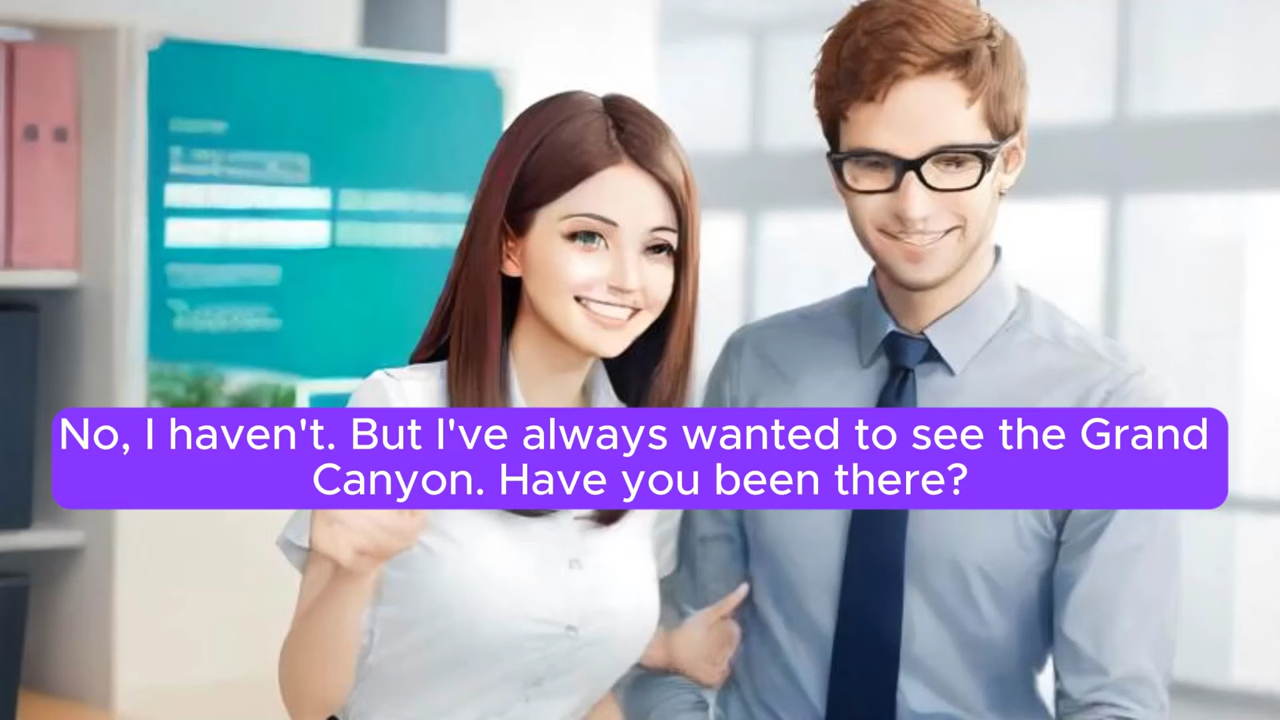 No, I haven't. But I've always wanted to see the Grand
Canyon. Have you been there?